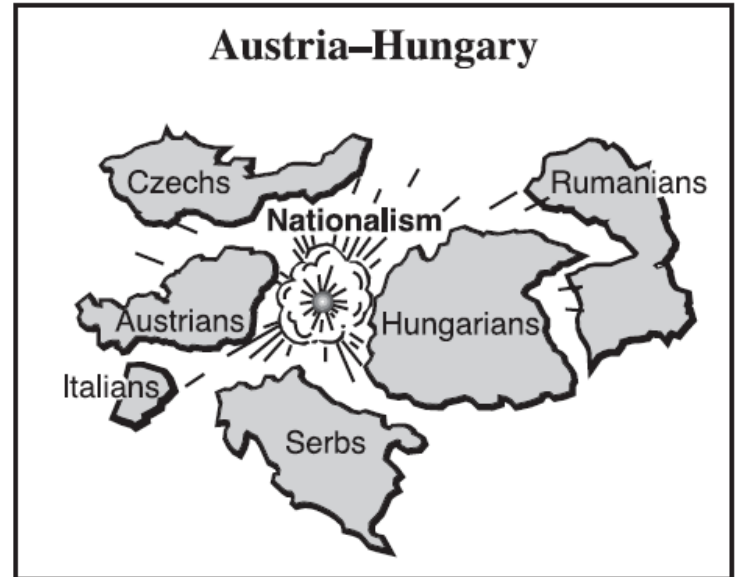 Austria–Hungary
Czechs
Rumanians
Nationalism
Austrians
Hungarians
Italians
Serbs